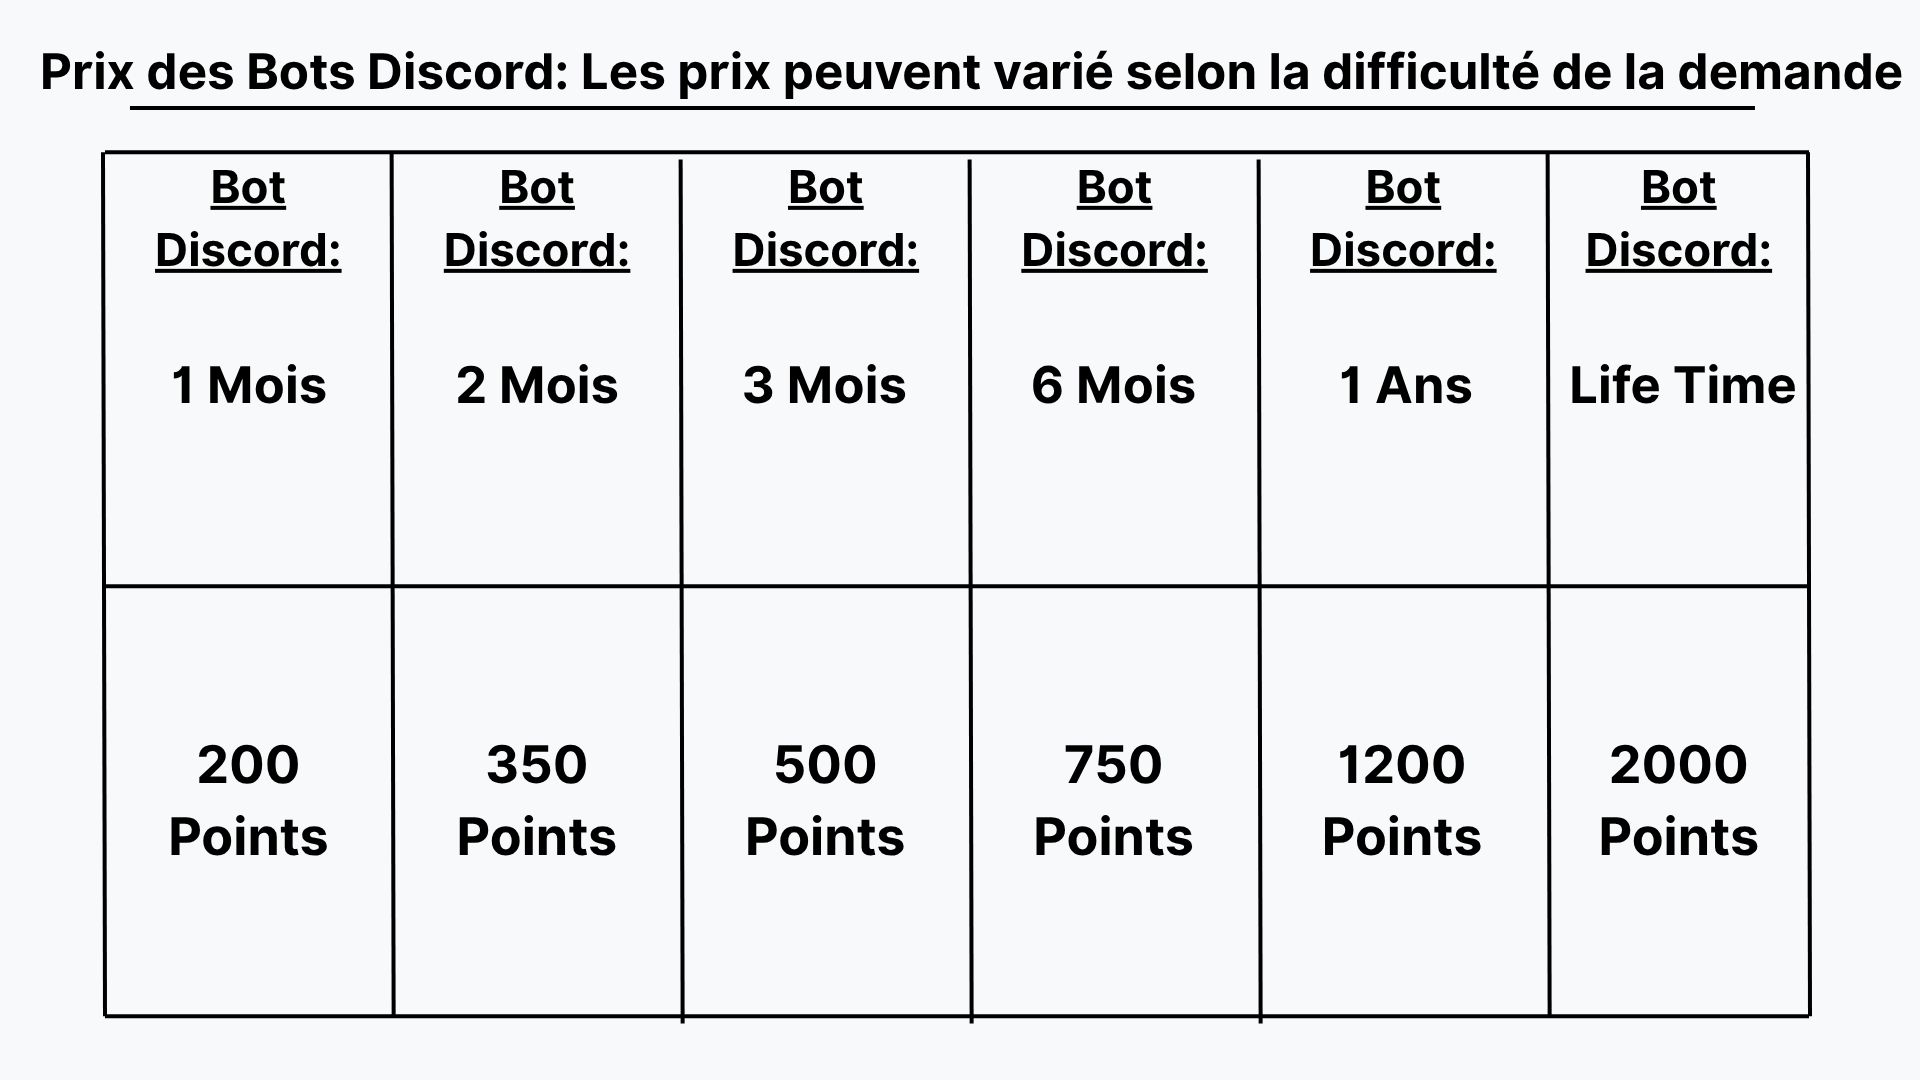 Prix des Bots Discord: Les prix peuvent varié selon la difficulté de la demande
Bot
Discord:
1 Mois
Bot
Discord:
2 Mois
Bot
Discord:
3 Mois
Bot
Discord:
6 Mois
Bot
Discord:
1 Ans
Bot
Discord:
Life Time
200
Points
350
Points
500
Points
750
Points
1200
Points
2000
Points